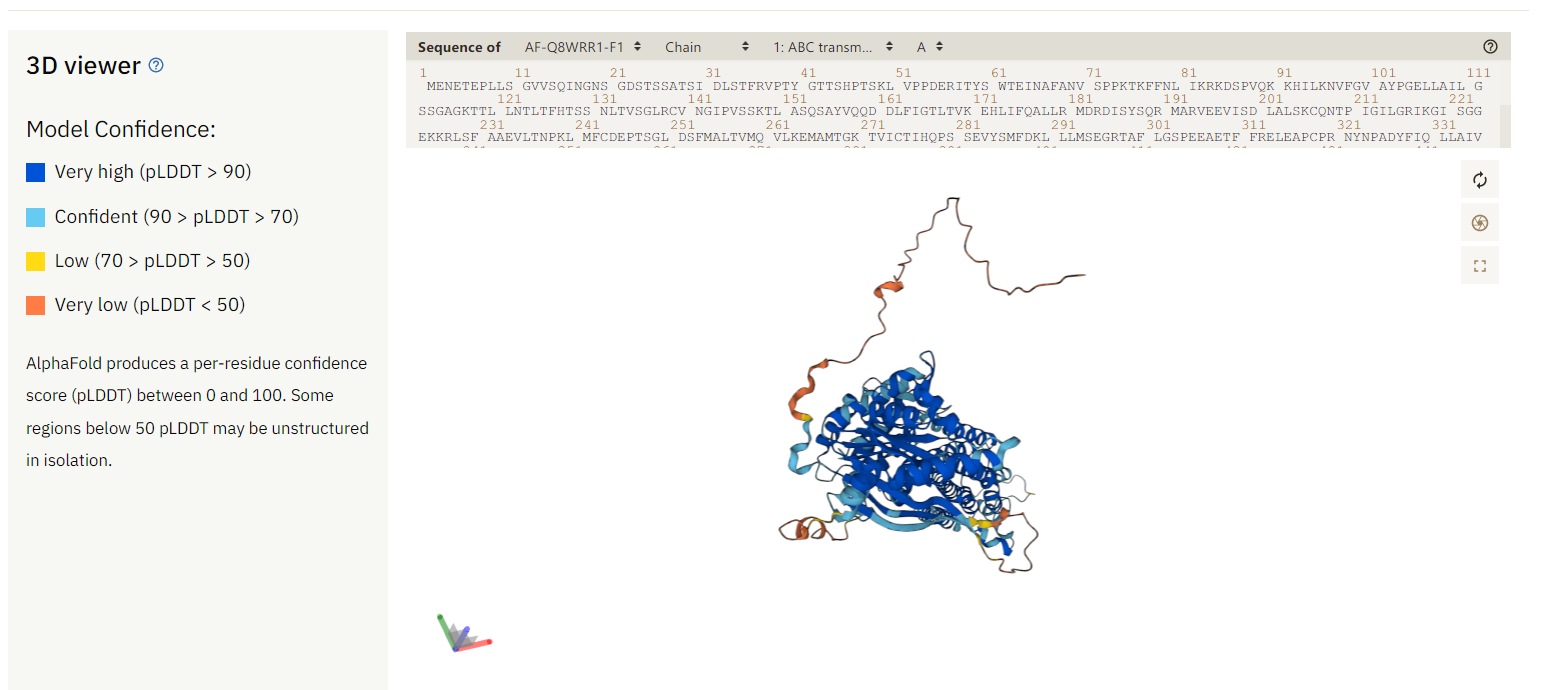 3D viewer
Model Confidence:
Very high (pLDDT > 90)
Confident (90 > pLDDT > 70)
Low (70 > pLDDT > 50)
Very low (pLDDT < 50)
AlphaFold produces a per-residue confidence
score (pLDDT) between 0 and 100. Some
regions below 50 pLDDT may be unstructured
in isolation.
Sequence of AF-Q8WRR1-F1 Chain 1: ABC transm... A
1 11 21 31 41 51 61 71 81 91 101 111
MENETEPLLS GVVSQINGNS GDSTSSATSI DLSTFRVPTY GTTSHPTSKL VPPDERITYS WTEINAFANV SPPKTKFFNL IKRKDSPVQK KHILKNVFGV AYPGELLAIL G
121 131 141 151 161 171 181 191 201 211 221
SSGAGKTTL LNTLTFHTSS NLTVSGLRCV NGIPVSSKTL ASQSAYVQQD DLFIGTLTVK EHLIFQALLR MDRDISYSQR MARVEEVISD LALSKCQNTP IGILGRIKGI SGG
231 241 251 261 271 281 291 301 311 321 331
EKKRLSF AAEVLTNPKL MFCDEPTSGL DSFMALTVMQ VLKEMAMTGK TVICTIHQPS SEVYSMFDKL LLMSEGRTAF LGSPEEAETF FRELEAPCPR NYNPADYFIQ LLAIV